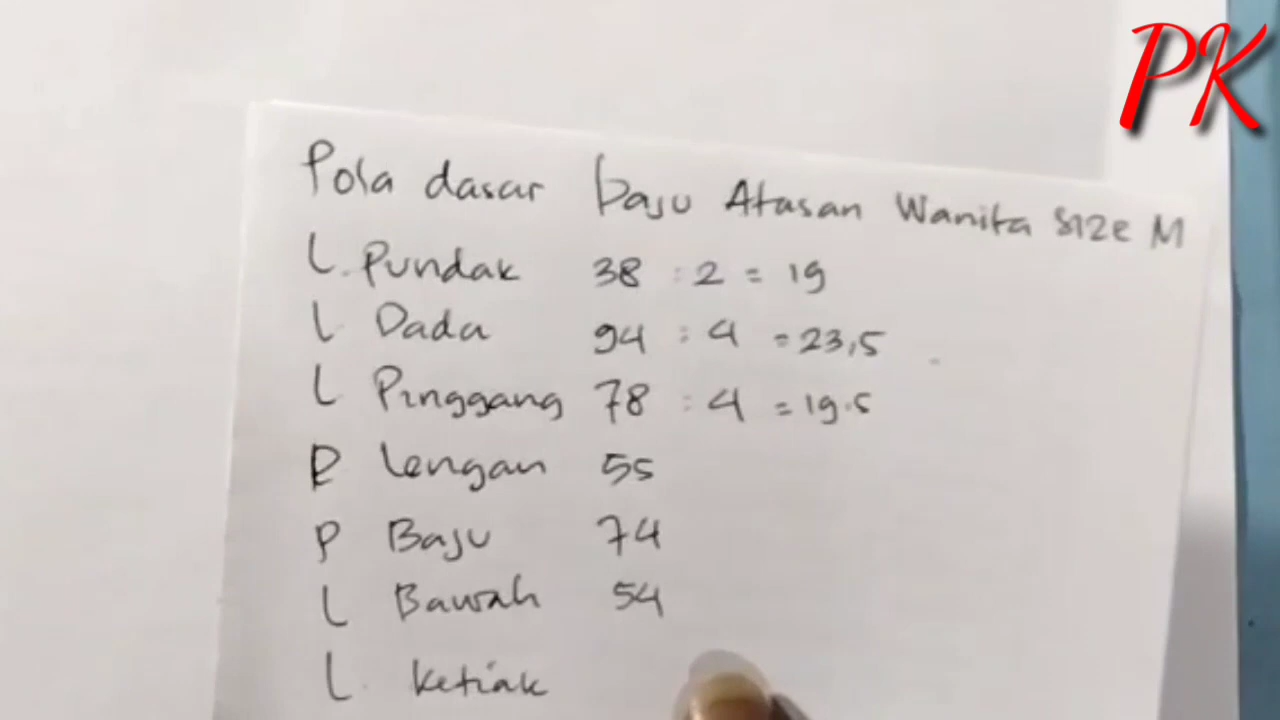 PK
Pola dasar baju Atasan Wanita size M
L. Pundak 38 : 2 = 19
L Dada 94 : 4 = 23,5
L Pinggang 78 : 4 = 19.5
P lengan 55
P Baju 74
L Bawah 54
L. ketiak